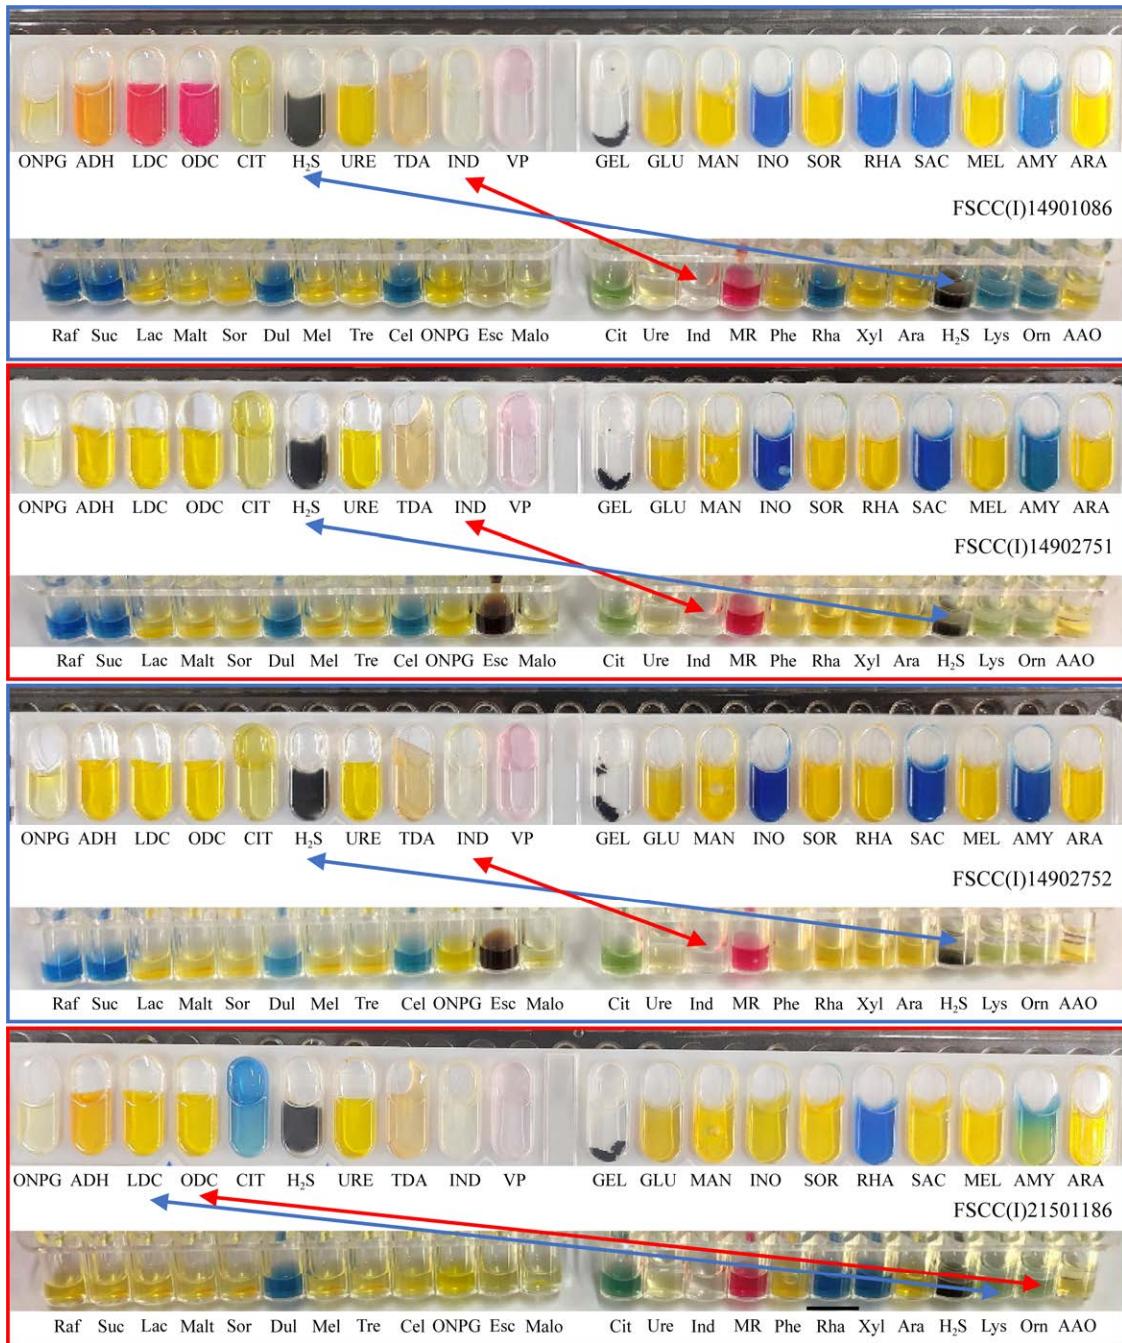 ONPG ADH LDC ODC CIT H₂S URE TDA IND VP GEL GLU MAN INO SOR RHA SAC MEL AMY ARA
FSCC(I)14901086
Raf Suc Lac Malt Sor Dul Mel Tre Cel ONPG Esc Malo Cit Ure Ind MR Phe Rha Xyl Ara H₂S Lys Orn AAO
ONPG ADH LDC ODC CIT H₂S URE TDA IND VP GEL GLU MAN INO SOR RHA SAC MEL AMY ARA
FSCC(I)14902751
Raf Suc Lac Malt Sor Dul Mel Tre Cel ONPG Esc Malo Cit Ure Ind MR Phe Rha Xyl Ara H₂S Lys Orn AAO
ONPG ADH LDC ODC CIT H₂S URE TDA IND VP GEL GLU MAN INO SOR RHA SAC MEL AMY ARA
FSCC(I)14902752
Raf Suc Lac Malt Sor Dul Mel Tre Cel ONPG Esc Malo Cit Ure Ind MR Phe Rha Xyl Ara H₂S Lys Orn AAO
ONPG ADH LDC ODC CIT H₂S URE TDA IND VP GEL GLU MAN INO SOR RHA SAC MEL AMY ARA
FSCC(I)21501186
Raf Suc Lac Malt Sor Dul Mel Tre Cel ONPG Esc Malo Cit Ure Ind MR Phe Rha Xyl Ara H₂S Lys Orn AAO